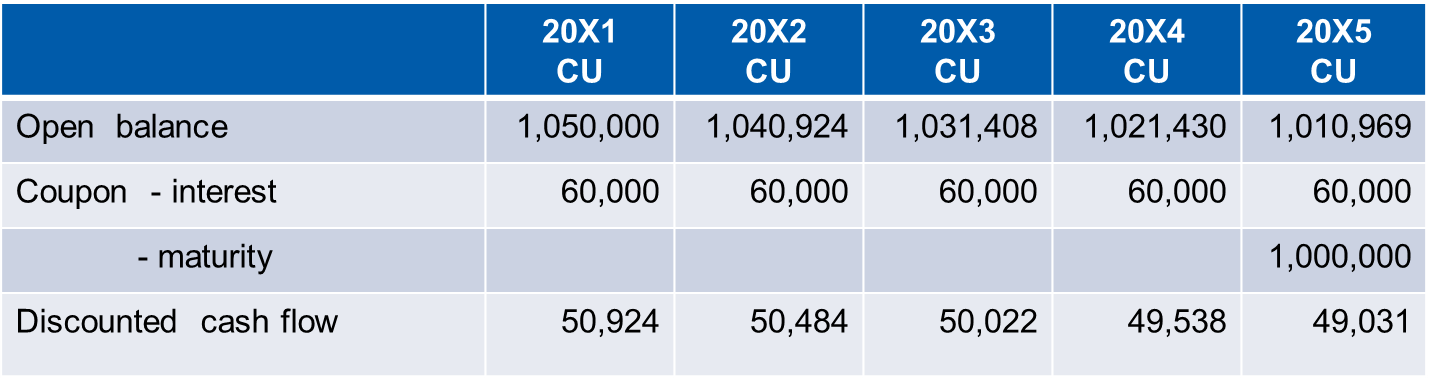 20X1 20X2 20X3 20X4 20X5
CU CU CU CU CU
Open balance 1,050,000 1,040,924 1,031,408 1,021,430 1,010,969
Coupon - interest 60,000 60,000 60,000 60,000 60,000
- maturity 1,000,000
Discounted cash flow 50,924 50,484 50,022 49,538 49,031